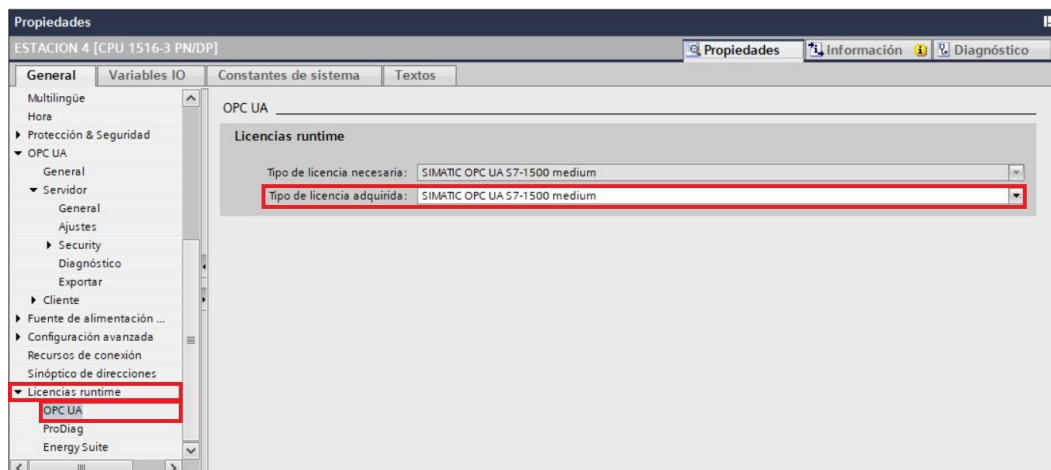 Propiedades
ESTACION 4 [CPU 1516-3 PN/DP]
Propiedades Información Diagnóstico
General Variables IO Constantes de sistema Textos
Multilingüe
Hora
Protección & Seguridad
OPC UA
General
Servidor
General
Ajustes
Security
Diagnóstico
Exportar
Cliente
Fuente de alimentación ...
Configuración avanzada
Recursos de conexión
Sinóptico de direcciones
Licencias runtime
OPC UA
ProDiag
Energy Suite
OPC UA
Licencias runtime
Tipo de licencia necesaria: SIMATIC OPC UA S7-1500 medium
Tipo de licencia adquirida: SIMATIC OPC UA S7-1500 medium